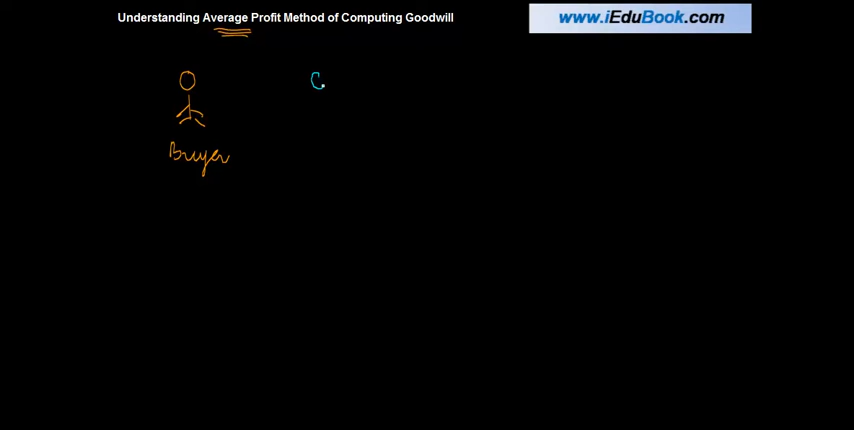 Understanding Average Profit Method of Computing Goodwill
www.iEduBook.com
Buyer